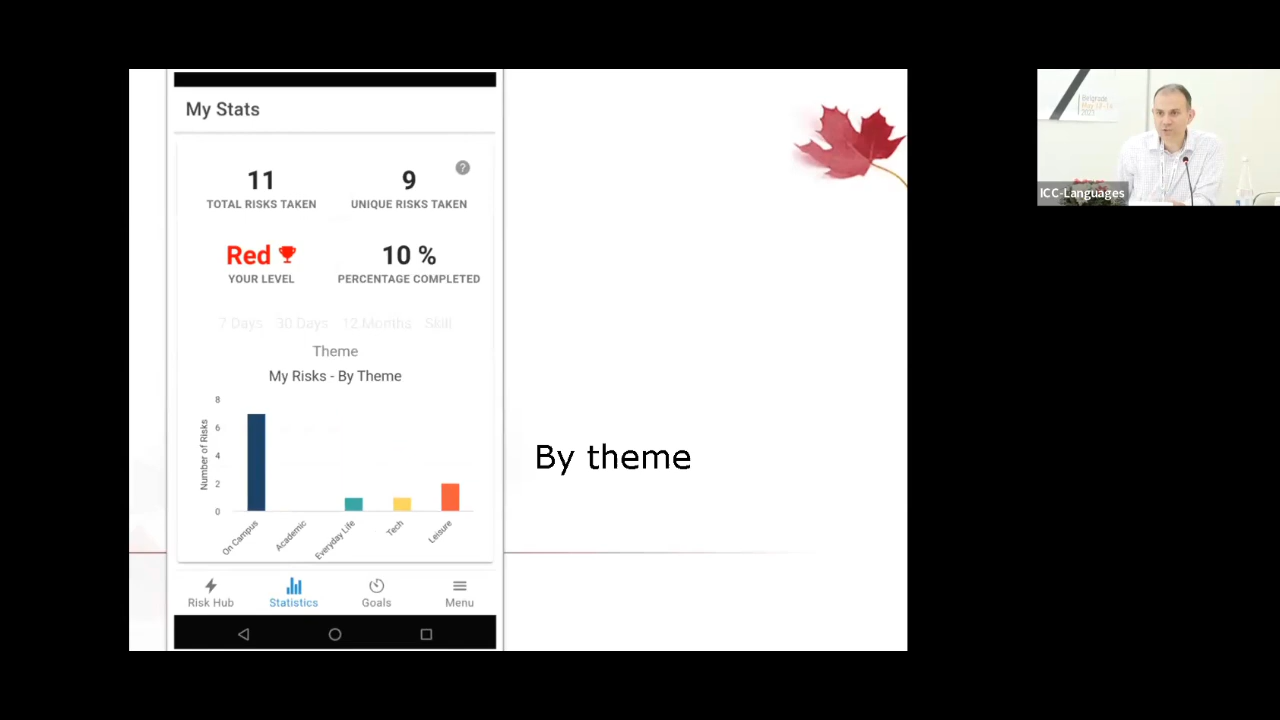 My Stats
11
TOTAL RISKS TAKEN
9
UNIQUE RISKS TAKEN
?
Red
YOUR LEVEL
10 %
PERCENTAGE COMPLETED
7 Days 30 Days 12 Months Skill
Theme
My Risks - By Theme
Number of Risks
8
6
4
2
0
On Campus
Academic
Everyday Life
Tech
Leisure
Risk Hub
Statistics
Goals
Menu
By theme
Belgrade
2023
ICC-Languages